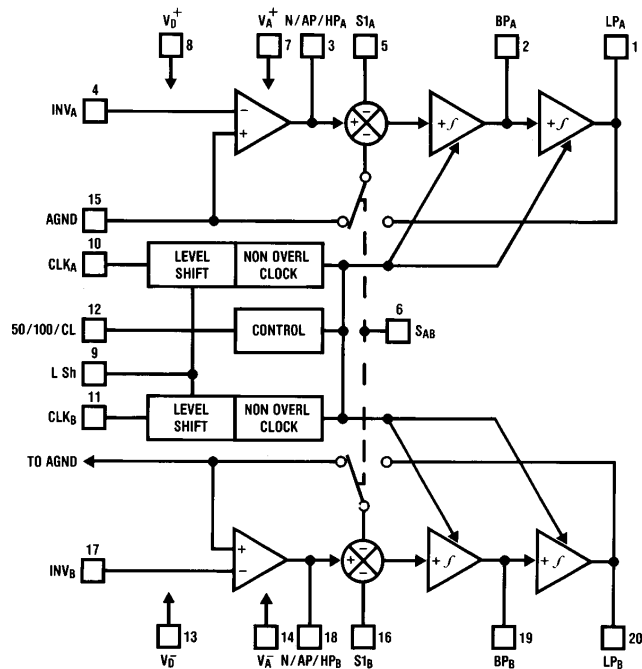 V_D^+ V_A^+ N/AP/HP_A S1_A BP_A LP_A
8 7 3 5 2 1
4
INV_A
−
+
+ − −
+∫ +∫
15
AGND
10
CLK_A
LEVEL SHIFT
NON OVERL CLOCK
12
50/100/CL
CONTROL
6
S_AB
9
L Sh
11
CLK_B
LEVEL SHIFT
NON OVERL CLOCK
TO AGND
17
INV_B
+
−
+ − −
+∫ +∫
13 14 18 16 19 20
V_D^− V_A^− N/AP/HP_B S1_B BP_B LP_B